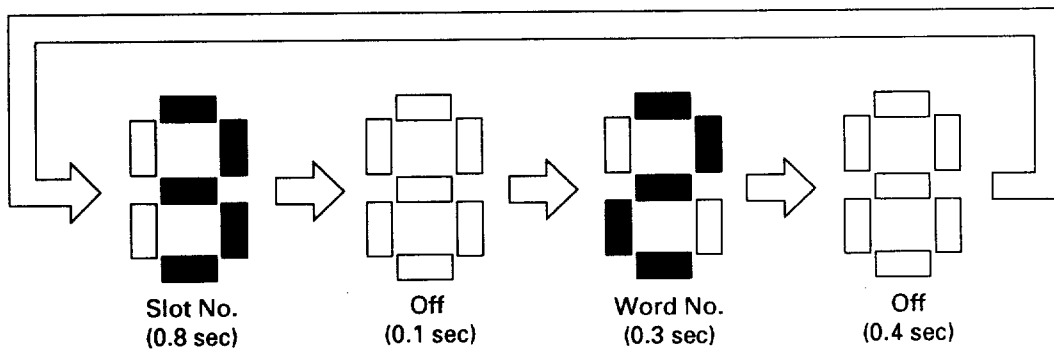 Slot No.
(0.8 sec)
Off
(0.1 sec)
Word No.
(0.3 sec)
Off
(0.4 sec)